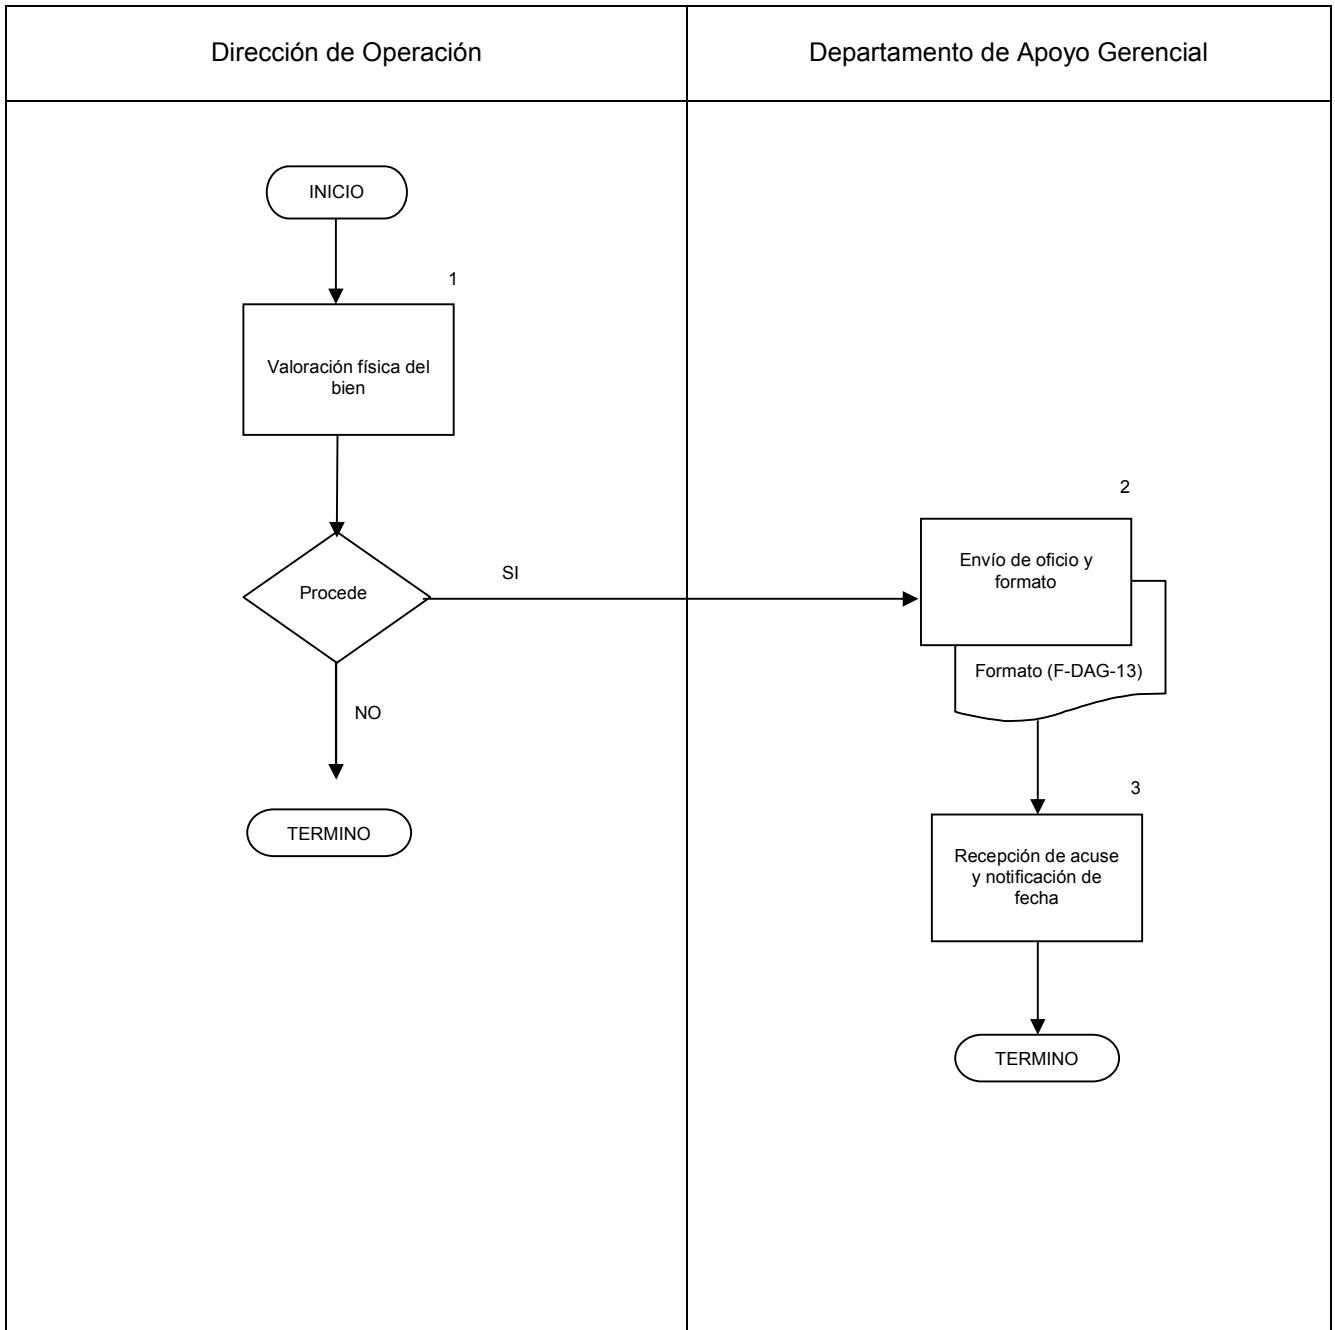 Dirección de Operación
Departamento de Apoyo Gerencial
INICIO
1
Valoración física del
bien
Procede
SI
NO
TERMINO
2
Envío de oficio y
formato
Formato (F-DAG-13)
3
Recepción de acuse
y notificación de
fecha
TERMINO